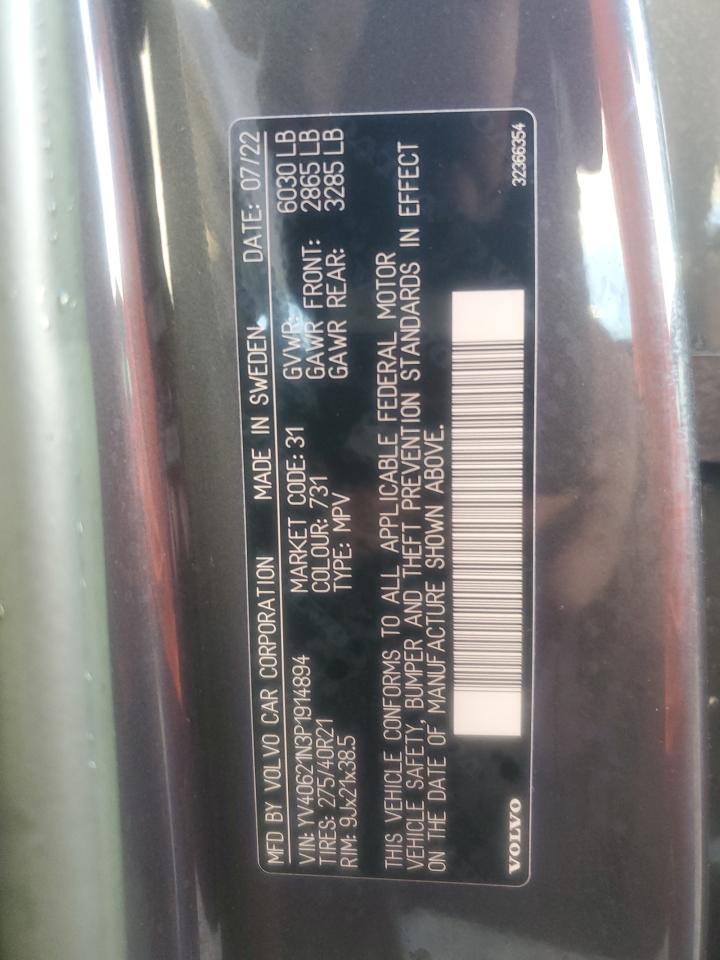 MFD BY VOLVO CAR CORPORATION MADE IN SWEDEN DATE: 07/22
VIN: YV40621N3P1914894 MARKET CODE: 31 GVWR: 6030 LB
TIRES: 275/40R21 COLOUR: 731 GAWR FRONT: 2865 LB
RIM: 9Jx21x38.5 TYPE: MPV GAWR REAR: 3285 LB
THIS VEHICLE CONFORMS TO ALL APPLICABLE FEDERAL MOTOR
VEHICLE SAFETY, BUMPER AND THEFT PREVENTION STANDARDS IN EFFECT
ON THE DATE OF MANUFACTURE SHOWN ABOVE.
VOLVO 32366354